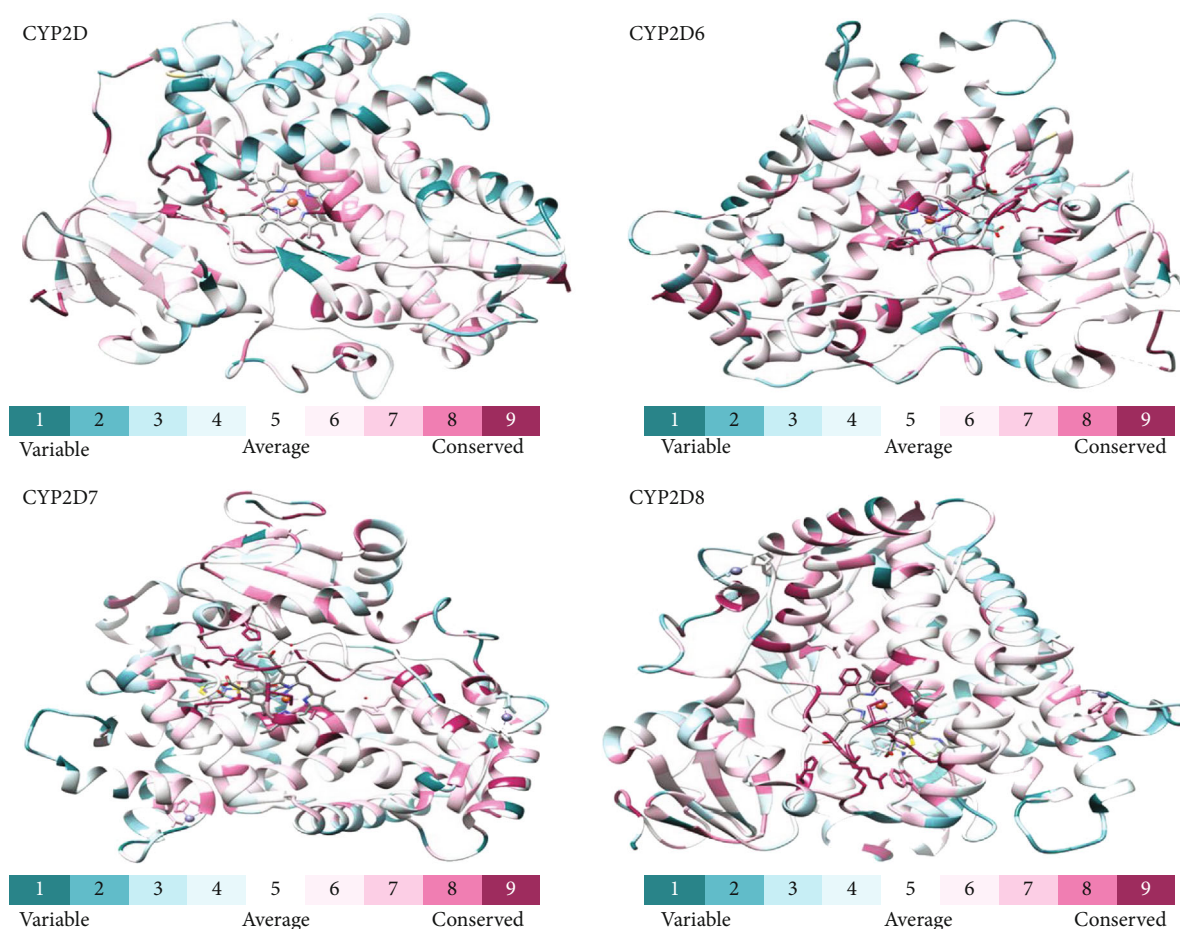 CYP2D
CYP2D6
1 2 3 4 5 6 7 8 9
Variable Average Conserved
1 2 3 4 5 6 7 8 9
Variable Average Conserved
CYP2D7
CYP2D8
1 2 3 4 5 6 7 8 9
Variable Average Conserved
1 2 3 4 5 6 7 8 9
Variable Average Conserved